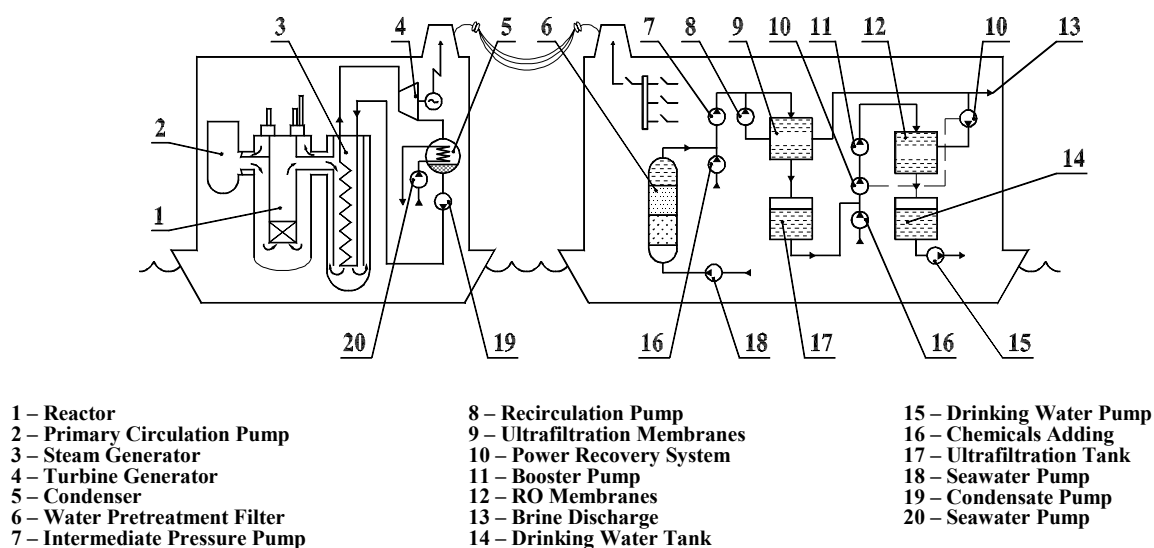 3 4 5 6 7 8 9 10 11 12 10 13
2
1
14
20 19 16 18 17 16 15
1 – Reactor
2 – Primary Circulation Pump
3 – Steam Generator
4 – Turbine Generator
5 – Condenser
6 – Water Pretreatment Filter
7 – Intermediate Pressure Pump
8 – Recirculation Pump
9 – Ultrafiltration Membranes
10 – Power Recovery System
11 – Booster Pump
12 – RO Membranes
13 – Brine Discharge
14 – Drinking Water Tank
15 – Drinking Water Pump
16 – Chemicals Adding
17 – Ultrafiltration Tank
18 – Seawater Pump
19 – Condensate Pump
20 – Seawater Pump